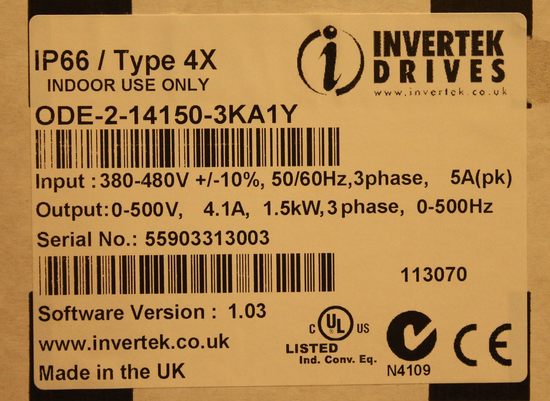 IP66 / Type 4X
INDOOR USE ONLY
i INVERTEK
DRIVES
www.invertek.co.uk
ODE-2-14150-3KA1Y
Input : 380-480V +/-10%, 50/60Hz,3phase, 5A(pk)
Output:0-500V, 4.1A, 1.5kW,3 phase, 0-500Hz
Serial No.: 55903313003
113070
Software Version : 1.03
www.invertek.co.uk
Made in the UK
C UL US
LISTED
Ind. Conv. Eq.
N4109
CE